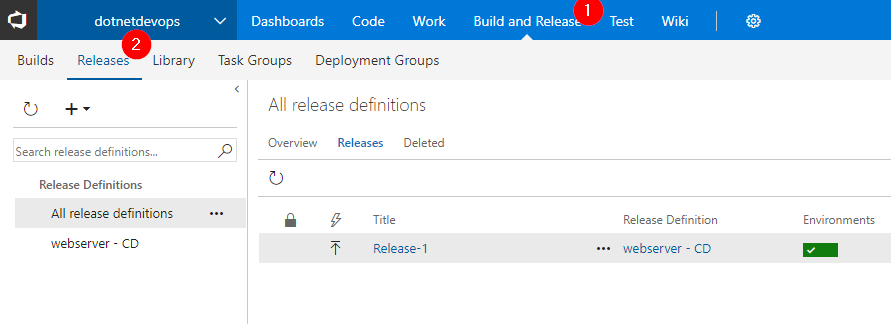 dotnetdevops Dashboards Code Work Build and Release 1 Test Wiki
2
Builds Releases Library Task Groups Deployment Groups
All release definitions
Search release definitions...
Overview Releases Deleted
Release Definitions
All release definitions ...
webserver - CD
Title Release Definition Environments
Release-1 ... webserver - CD